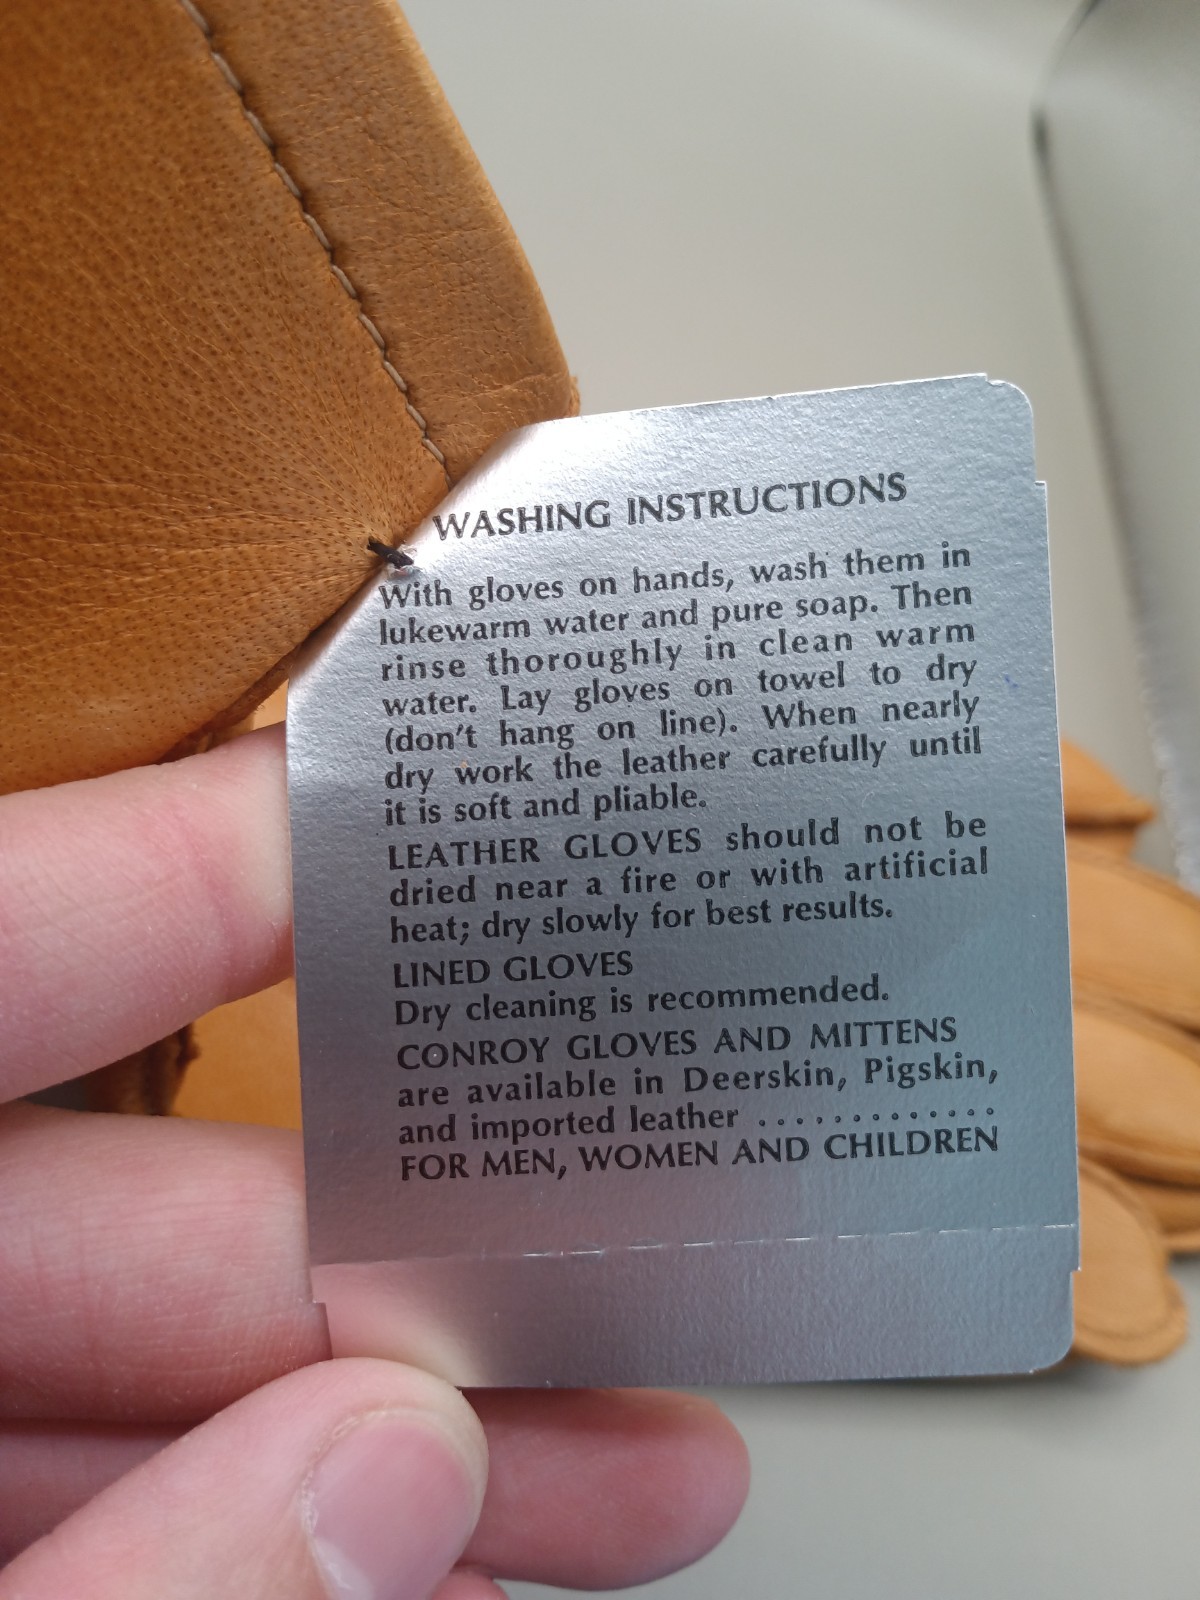 WASHING INSTRUCTIONS
With gloves on hands, wash them in
lukewarm water and pure soap. Then
rinse thoroughly in clean warm
water. Lay gloves on towel to dry
(don't hang on line). When nearly
dry work the leather carefully until
it is soft and pliable.
LEATHER GLOVES should not be
dried near a fire or with artificial
heat; dry slowly for best results.
LINED GLOVES
Dry cleaning is recommended.
CONROY GLOVES AND MITTENS
are available in Deerskin, Pigskin,
and imported leather .............
FOR MEN, WOMEN AND CHILDREN